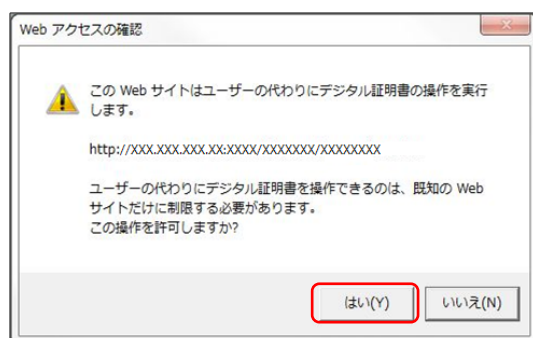 Web アクセスの確認
この Web サイトはユーザーの代わりにデジタル証明書の操作を実行
します。
http://XXX.XXX.XXX.XX:XXXX/XXXXXXX/XXXXXXXX
ユーザーの代わりにデジタル証明書を操作できるのは、既知の Web
サイトだけに制限する必要があります。
この操作を許可しますか?
はい(Y) いいえ(N)